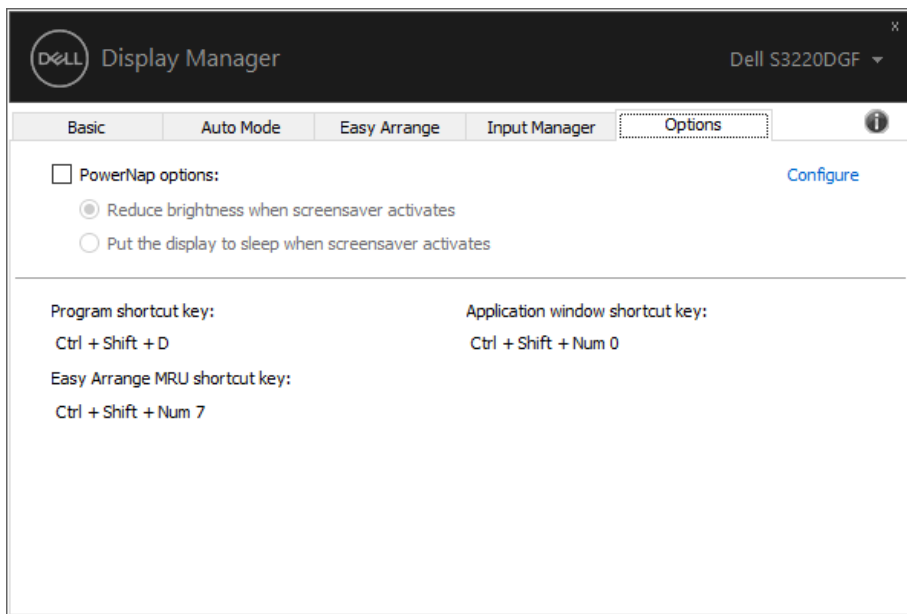 x
DELL Display Manager Dell S3220DGF
Basic Auto Mode Easy Arrange Input Manager Options i
PowerNap options: Configure
Reduce brightness when screensaver activates
Put the display to sleep when screensaver activates
Program shortcut key: Application window shortcut key:
Ctrl + Shift + D Ctrl + Shift + Num 0
Easy Arrange MRU shortcut key:
Ctrl + Shift + Num 7